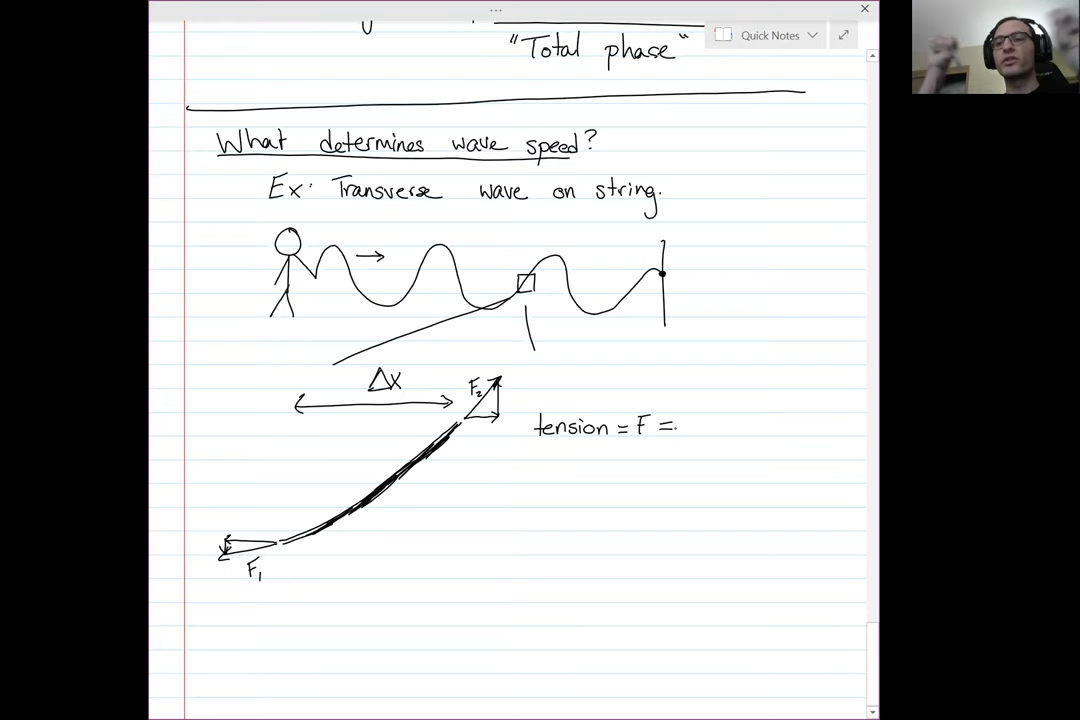 Quick Notes
"Total phase"
What determines wave speed?
Ex: Transverse wave on string.
Δx
F₂
tension = F =
F₁